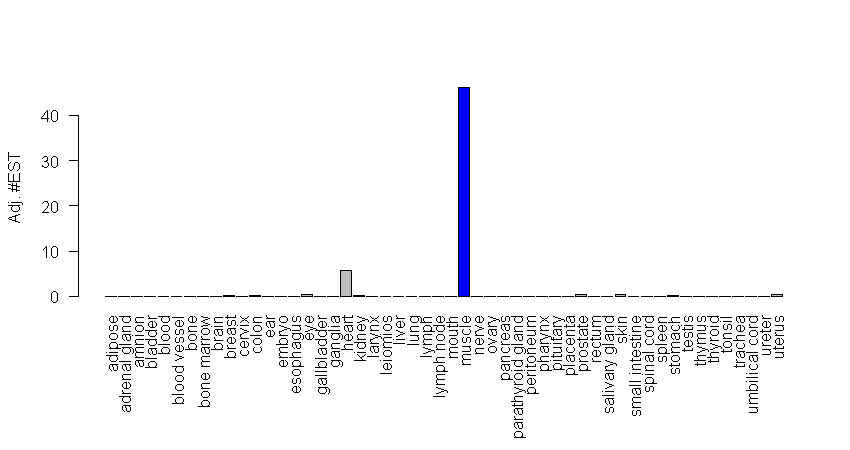 Adj. #EST
40
30
20
10
0
adipose
adrenal gland
amnion
bladder
blood
blood vessel
bone
bone marrow
brain
breast
cervix
colon
ear
embryo
esophagus
eye
gallbladder
ganglia
heart
kidney
larynx
leiomios
liver
lung
lymph
lymph node
mouth
muscle
nerve
ovary
pancreas
parathyroid gland
peritoneum
pharynx
pituitary
placenta
prostate
rectum
salivary gland
skin
small intestine
spinal cord
spleen
stomach
testis
thymus
thyroid
tonsil
trachea
umbilical cord
ureter
uterus